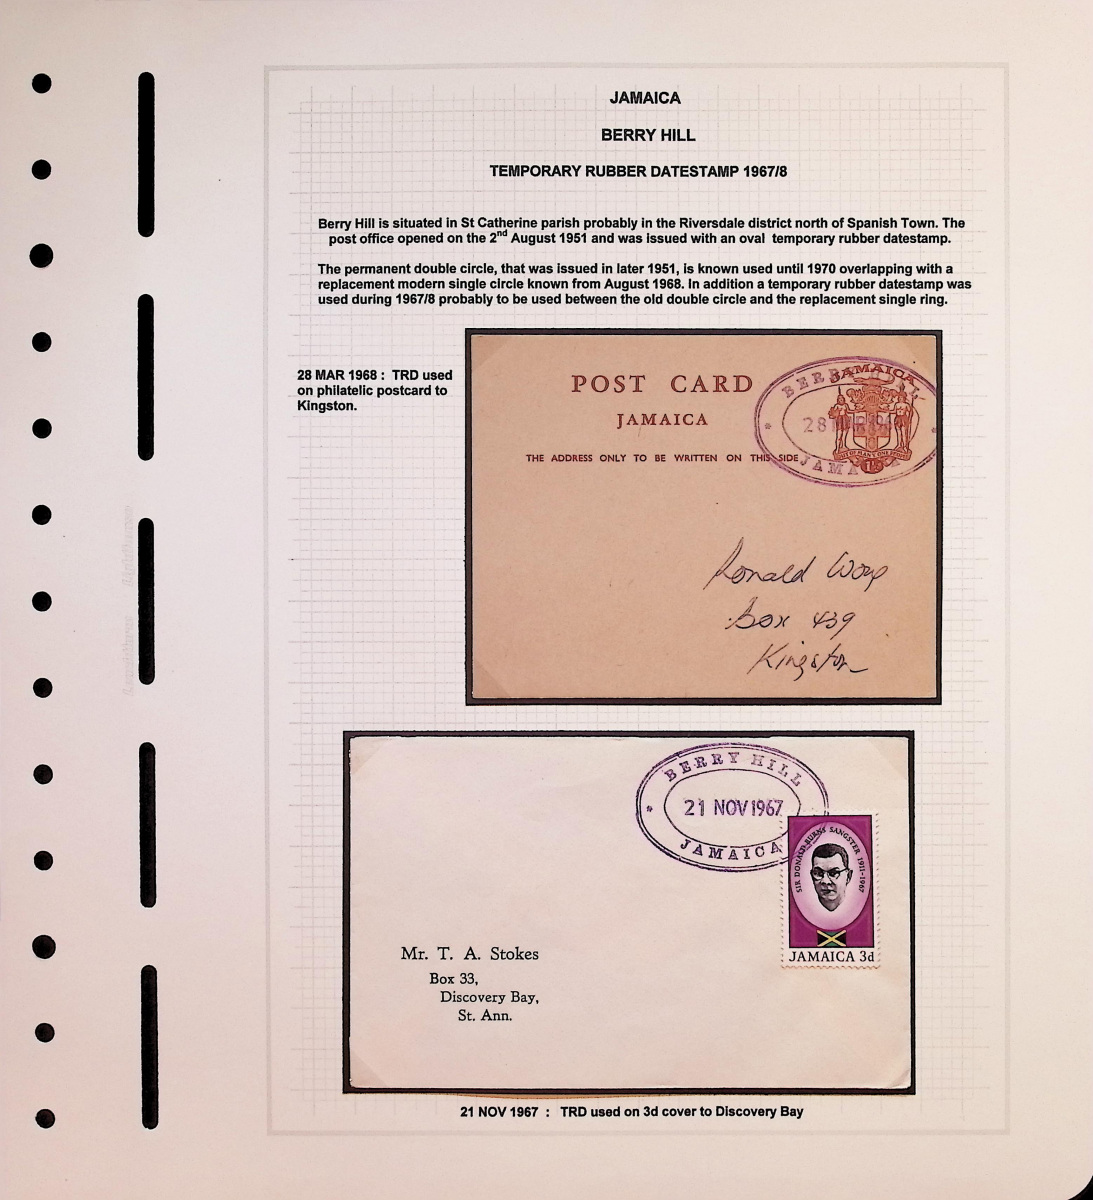 JAMAICA
BERRY HILL
TEMPORARY RUBBER DATESTAMP 1967/8
Berry Hill is situated in St Catherine parish probably in the Riversdale district north of Spanish Town. The
post office opened on the 2nd August 1951 and was issued with an oval temporary rubber datestamp.
The permanent double circle, that was issued in later 1951, is known used until 1970 overlapping with a
replacement modern single circle known from August 1968. In addition a temporary rubber datestamp was
used during 1967/8 probably to be used between the old double circle and the replacement single ring.
28 MAR 1968 : TRD used
on philatelic postcard to
Kingston.
POST CARD
JAMAICA
THE ADDRESS ONLY TO BE WRITTEN ON THIS SIDE
JAMAICA
28
JAMA
Ronald Wong
Box 439
Kingston
BERRY HILL
21 NOV 1967
JAMAICA
SIR DONALD BURNS SANGSTER 1911-1967
JAMAICA 3d
Mr. T. A. Stokes
Box 33,
Discovery Bay,
St. Ann.
21 NOV 1967 : TRD used on 3d cover to Discovery Bay